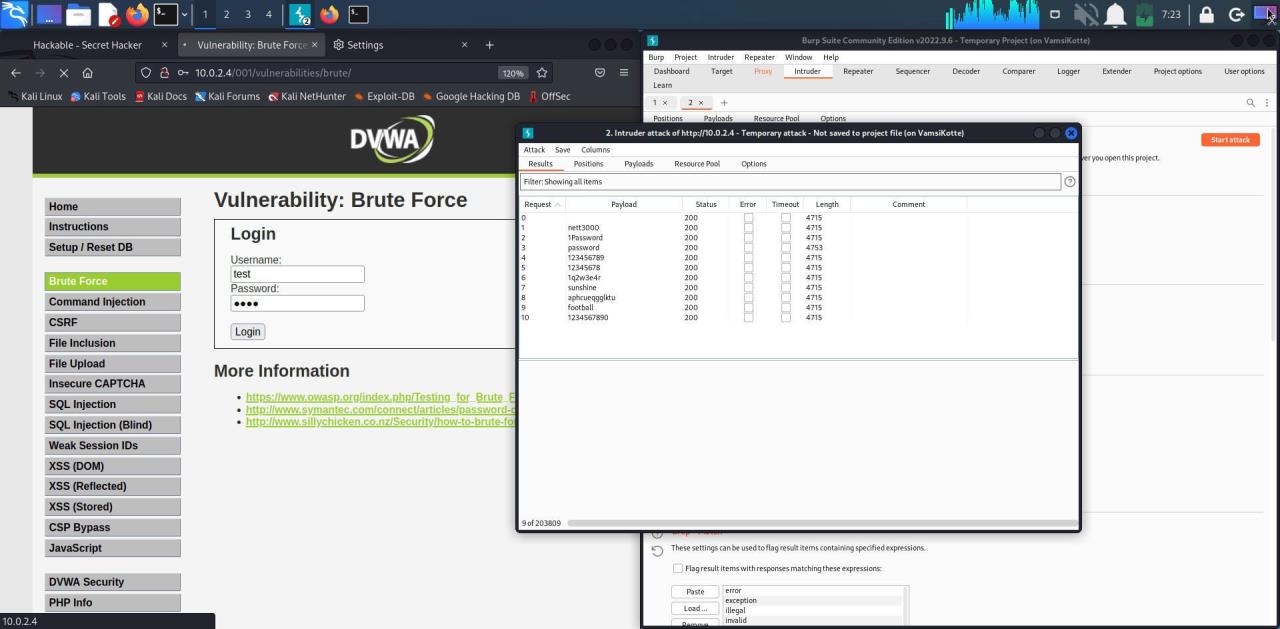 1 2 3 4
7:23
Hackable - Secret Hacker ×
Vulnerability: Brute Force ×
Settings ×
10.0.2.4/001/vulnerabilities/brute/
120%
Kali Linux
Kali Tools
Kali Docs
Kali Forums
Kali NetHunter
Exploit-DB
Google Hacking DB
OffSec
DVWA
Home
Instructions
Setup / Reset DB
Brute Force
Command Injection
CSRF
File Inclusion
File Upload
Insecure CAPTCHA
SQL Injection
SQL Injection (Blind)
Weak Session IDs
XSS (DOM)
XSS (Reflected)
XSS (Stored)
CSP Bypass
JavaScript
DVWA Security
PHP Info
10.0.2.4
Vulnerability: Brute Force
Login
Username:
test
Password:
Login
More Information
https://www.owasp.org/index.php/Testing_for_Brute_F
http://www.symantec.com/connect/articles/password-c
http://www.sillychicken.co.nz/Security/how-to-brute-fo
Burp Suite Community Edition v2022.9.6 - Temporary Project (on VamsiKotte)
Burp Project Intruder Repeater Window Help
Dashboard Target Proxy Intruder Repeater Sequencer Decoder Comparer Logger Extender Project options User options
Learn
1 × 2 × +
Positions Payloads Resource Pool Options
Start attack
ver you open this project.
2. Intruder attack of http://10.0.2.4 - Temporary attack - Not saved to project file (on VamsiKotte)
Attack Save Columns
Results Positions Payloads Resource Pool Options
Filter: Showing all items
Request Payload Status Error Timeout Length Comment
0 200 4715
1 nett3000 200 4715
2 1Password 200 4715
3 password 200 4753
4 123456789 200 4715
5 12345678 200 4715
6 1q2w3e4r 200 4715
7 sunshine 200 4715
8 aphcueqgglktu 200 4715
9 football 200 4715
10 1234567890 200 4715
9 of 203809
These settings can be used to flag result items containing specified expressions.
Flag result items with responses matching these expressions:
Paste
Load ...
Remove
error
exception
illegal
invalid